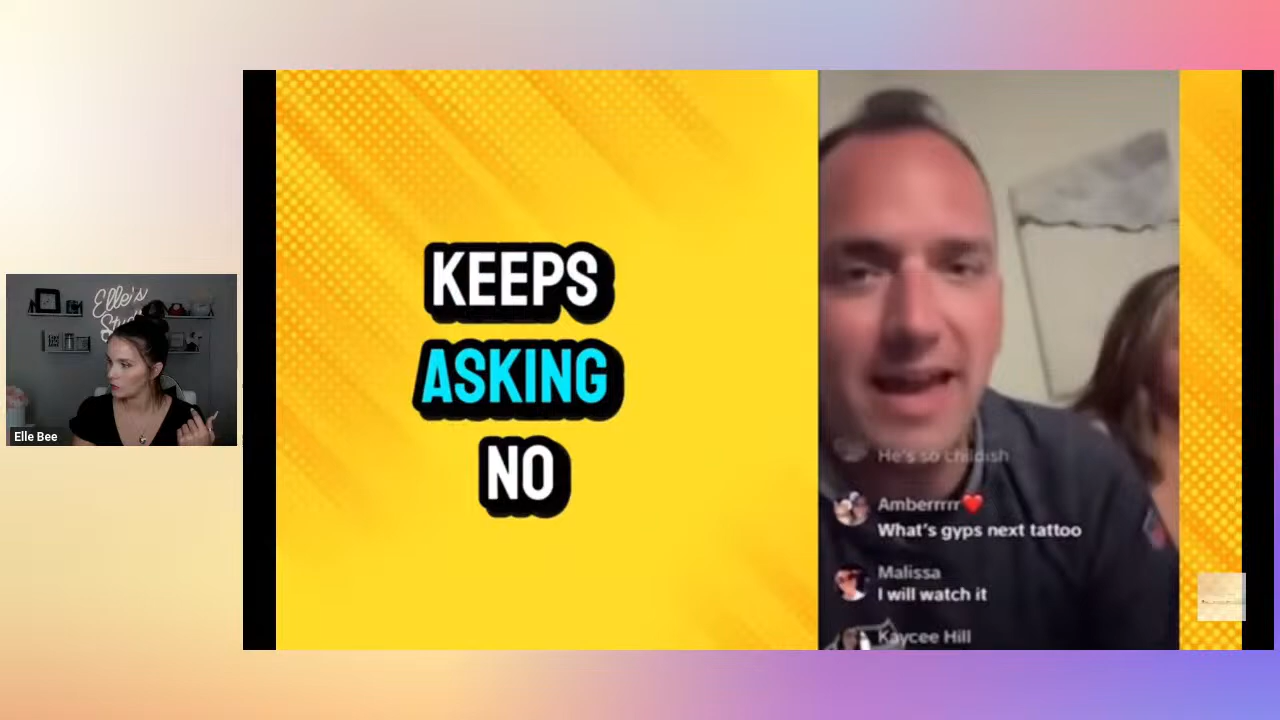 Elle's
Elle Bee
KEEPS
ASKING
NO
He's so childish
Amberrrrr❤️
What's gyps next tattoo
Malissa
I will watch it
Kaycee Hill